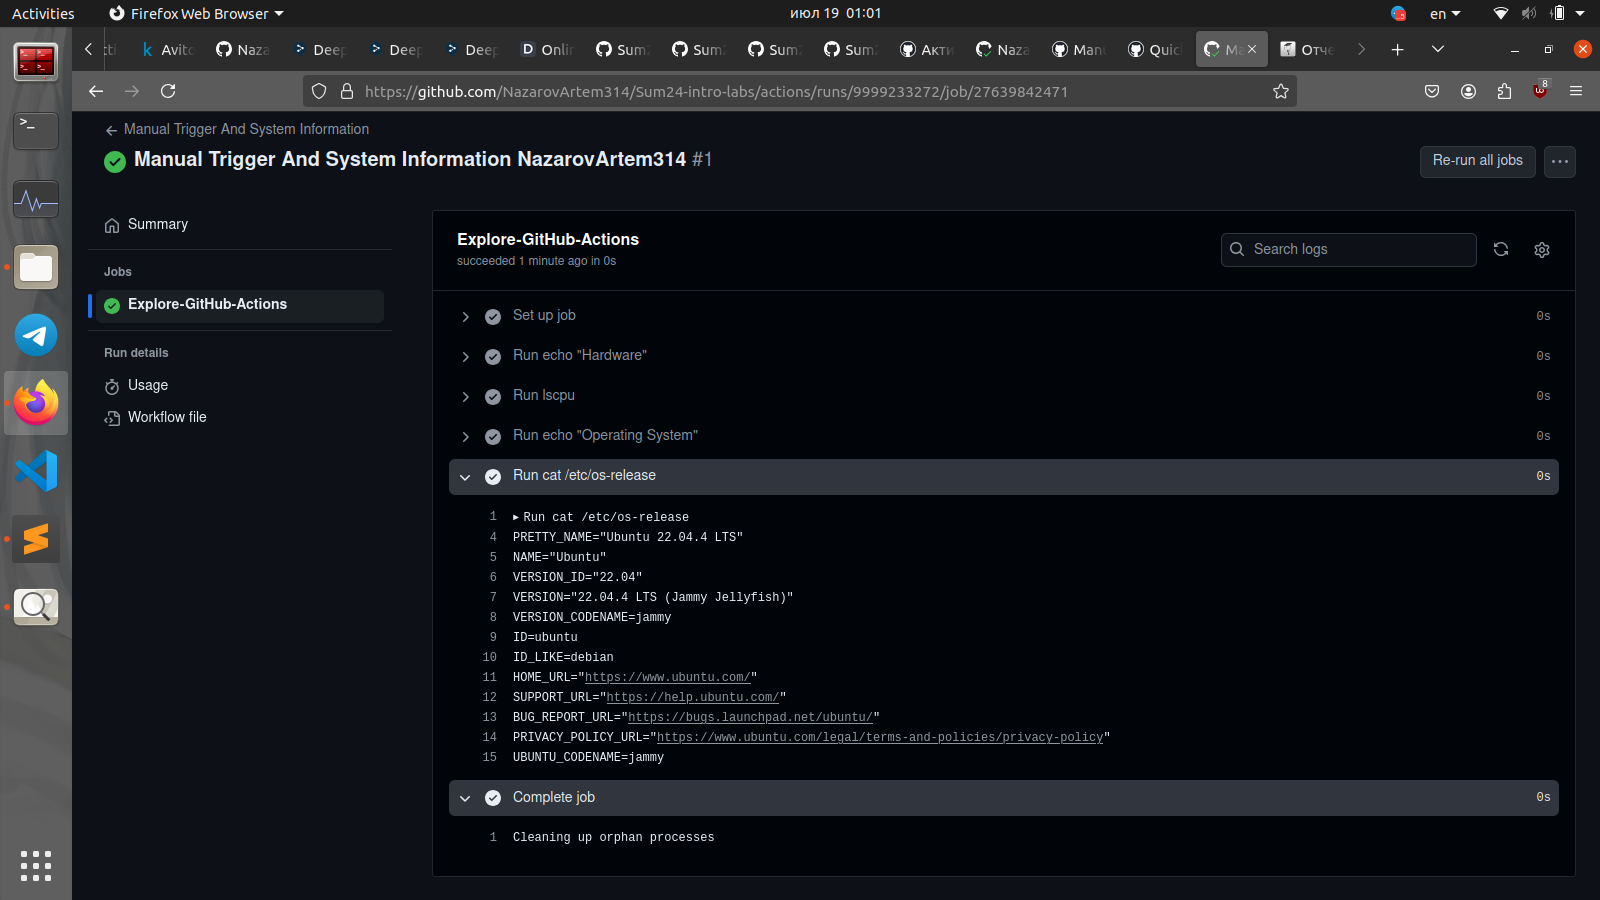 Activities
Firefox Web Browser
июл 19 01:01
en
Avito
Naza
Deep
Deep
Deep
Onlin
Sum2
Sum2
Sum2
Sum2
Акти
Naza
Manu
Quic
Ma
Отче
https://github.com/NazarovArtem314/Sum24-intro-labs/actions/runs/9999233272/job/27639842471
8
Manual Trigger And System Information
Manual Trigger And System Information NazarovArtem314 #1
Re-run all jobs
Summary
Jobs
Explore-GitHub-Actions
Run details
Usage
Workflow file
Explore-GitHub-Actions
succeeded 1 minute ago in 0s
Search logs
Set up job 0s
Run echo "Hardware" 0s
Run lscpu 0s
Run echo "Operating System" 0s
Run cat /etc/os-release 0s
1 Run cat /etc/os-release
4 PRETTY_NAME="Ubuntu 22.04.4 LTS"
5 NAME="Ubuntu"
6 VERSION_ID="22.04"
7 VERSION="22.04.4 LTS (Jammy Jellyfish)"
8 VERSION_CODENAME=jammy
9 ID=ubuntu
10 ID_LIKE=debian
11 HOME_URL="https://www.ubuntu.com/"
12 SUPPORT_URL="https://help.ubuntu.com/"
13 BUG_REPORT_URL="https://bugs.launchpad.net/ubuntu/"
14 PRIVACY_POLICY_URL="https://www.ubuntu.com/legal/terms-and-policies/privacy-policy"
15 UBUNTU_CODENAME=jammy
Complete job 0s
1 Cleaning up orphan processes